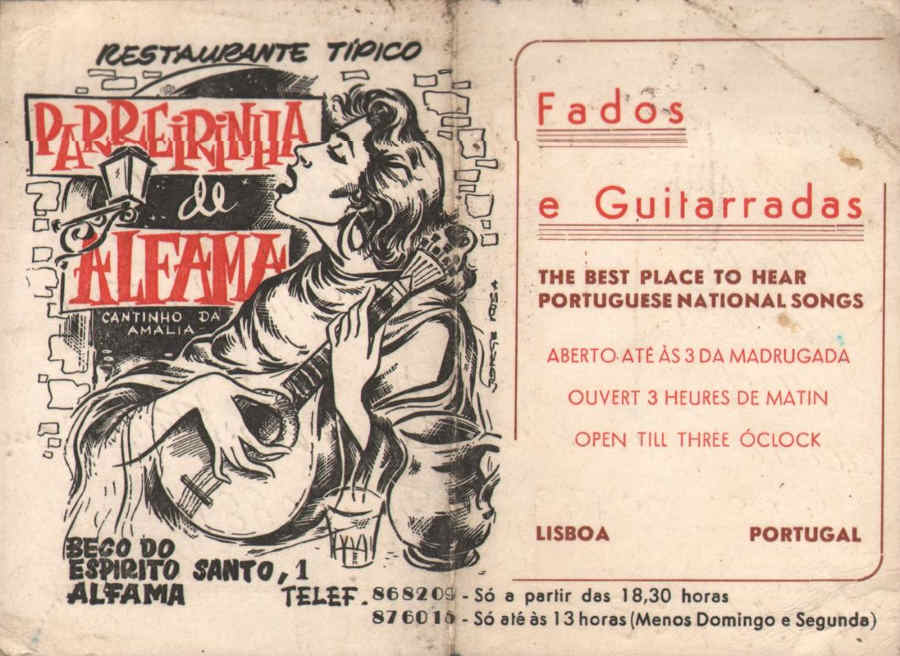 RESTAURANTE TÍPICO
PARREIRINHA
de
ALFAMA
CANTINHO DA
AMALIA
JORGE ROSA
BECO DO
ESPIRITO SANTO, 1
ALFAMA
TELEF. 868209 - Só a partir das 18,30 horas
876015 - Só até às 13 horas (Menos Domingo e Segunda)
Fados
e Guitarradas
THE BEST PLACE TO HEAR
PORTUGUESE NATIONAL SONGS
ABERTO ATÉ ÀS 3 DA MADRUGADA
OUVERT 3 HEURES DE MATIN
OPEN TILL THREE ÓCLOCK
LISBOA PORTUGAL